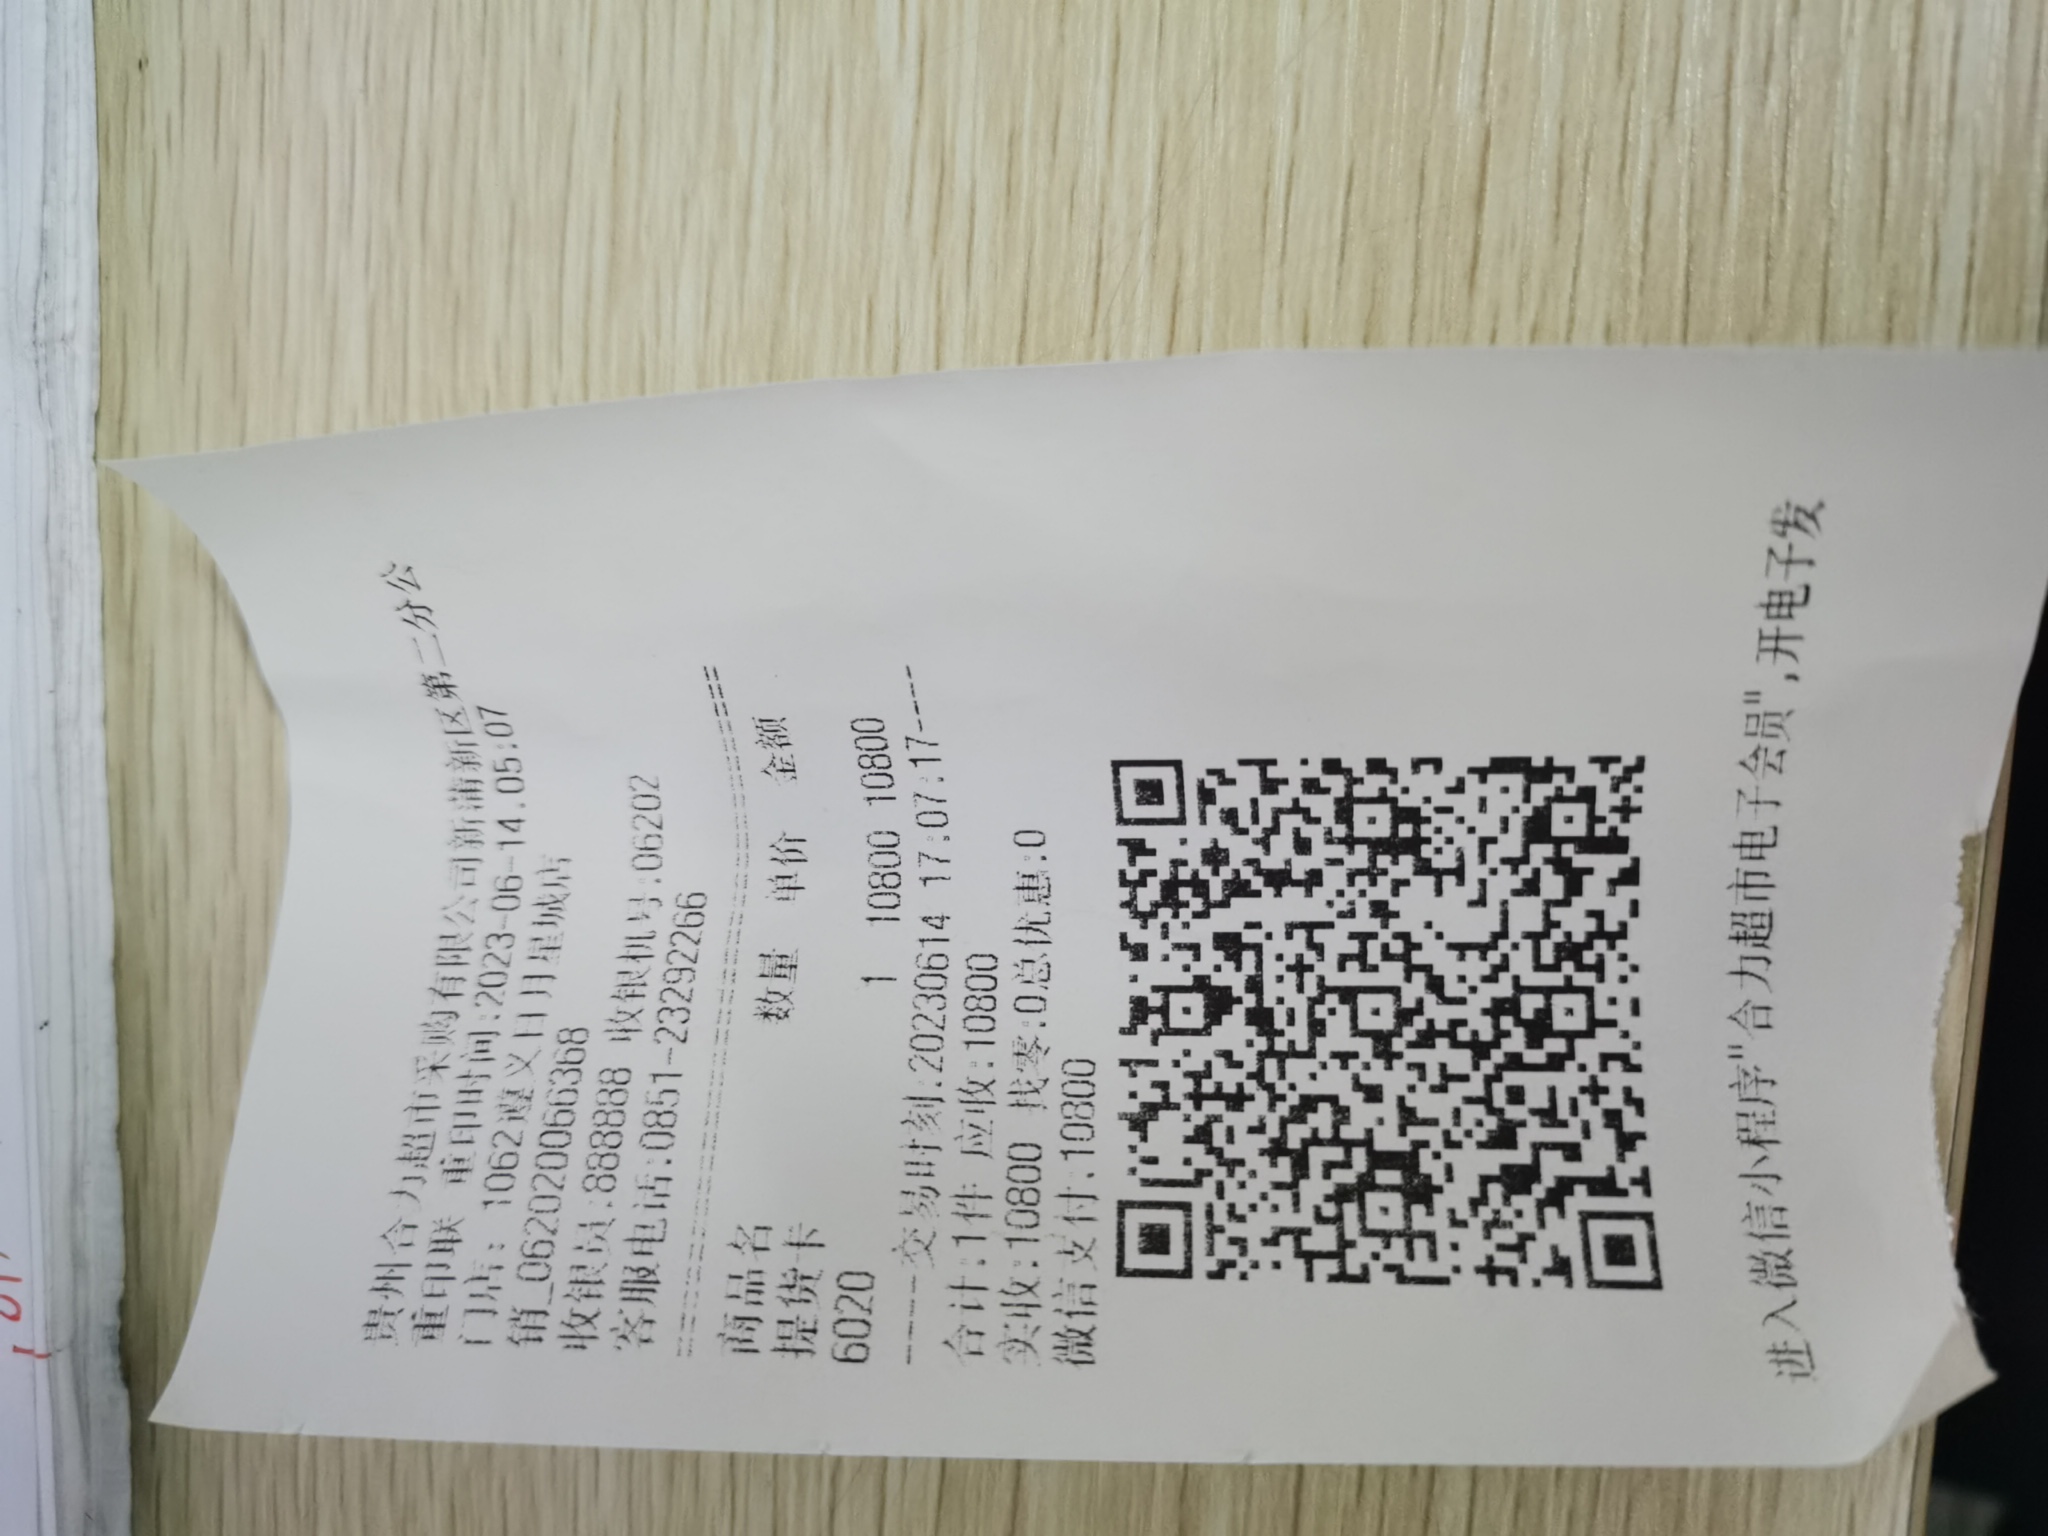 贵州合力超市采购有限公司新蒲新区第二分公
重印联 重印时间:2023-06-14.05:07
门店: 1062遵义日月星城店
销_062020066368
收银员:888888 收银机号:06202
客服电话:0851-23292266
商品名 数量 单价 金额
提货卡
6020 1 10800 10800
----交易时刻:20230614 17:07:17----
合计:1件 应收:10800
实收:10800 找零:0总优惠:0
微信支付:10800
进入微信小程序"合力超市电子会员",开电子发